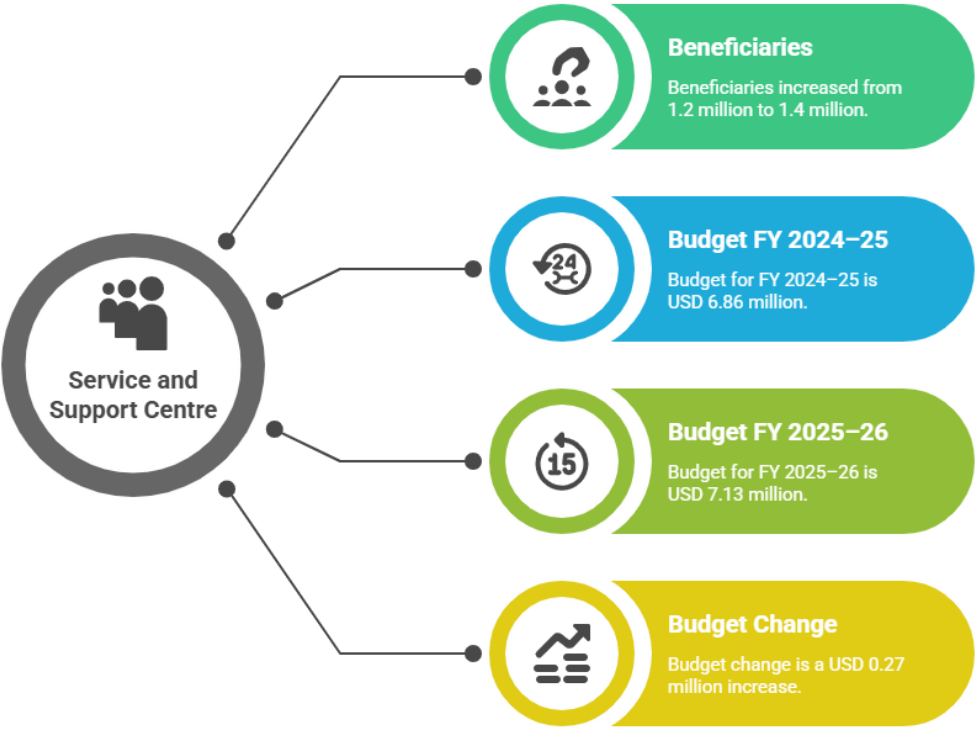 Service and
Support Centre
Beneficiaries
Beneficiaries increased from
1.2 million to 1.4 million.
24
Budget FY 2024–25
Budget for FY 2024–25 is
USD 6.86 million.
15
Budget FY 2025–26
Budget for FY 2025–26 is
USD 7.13 million.
Budget Change
Budget change is a USD 0.27
million increase.